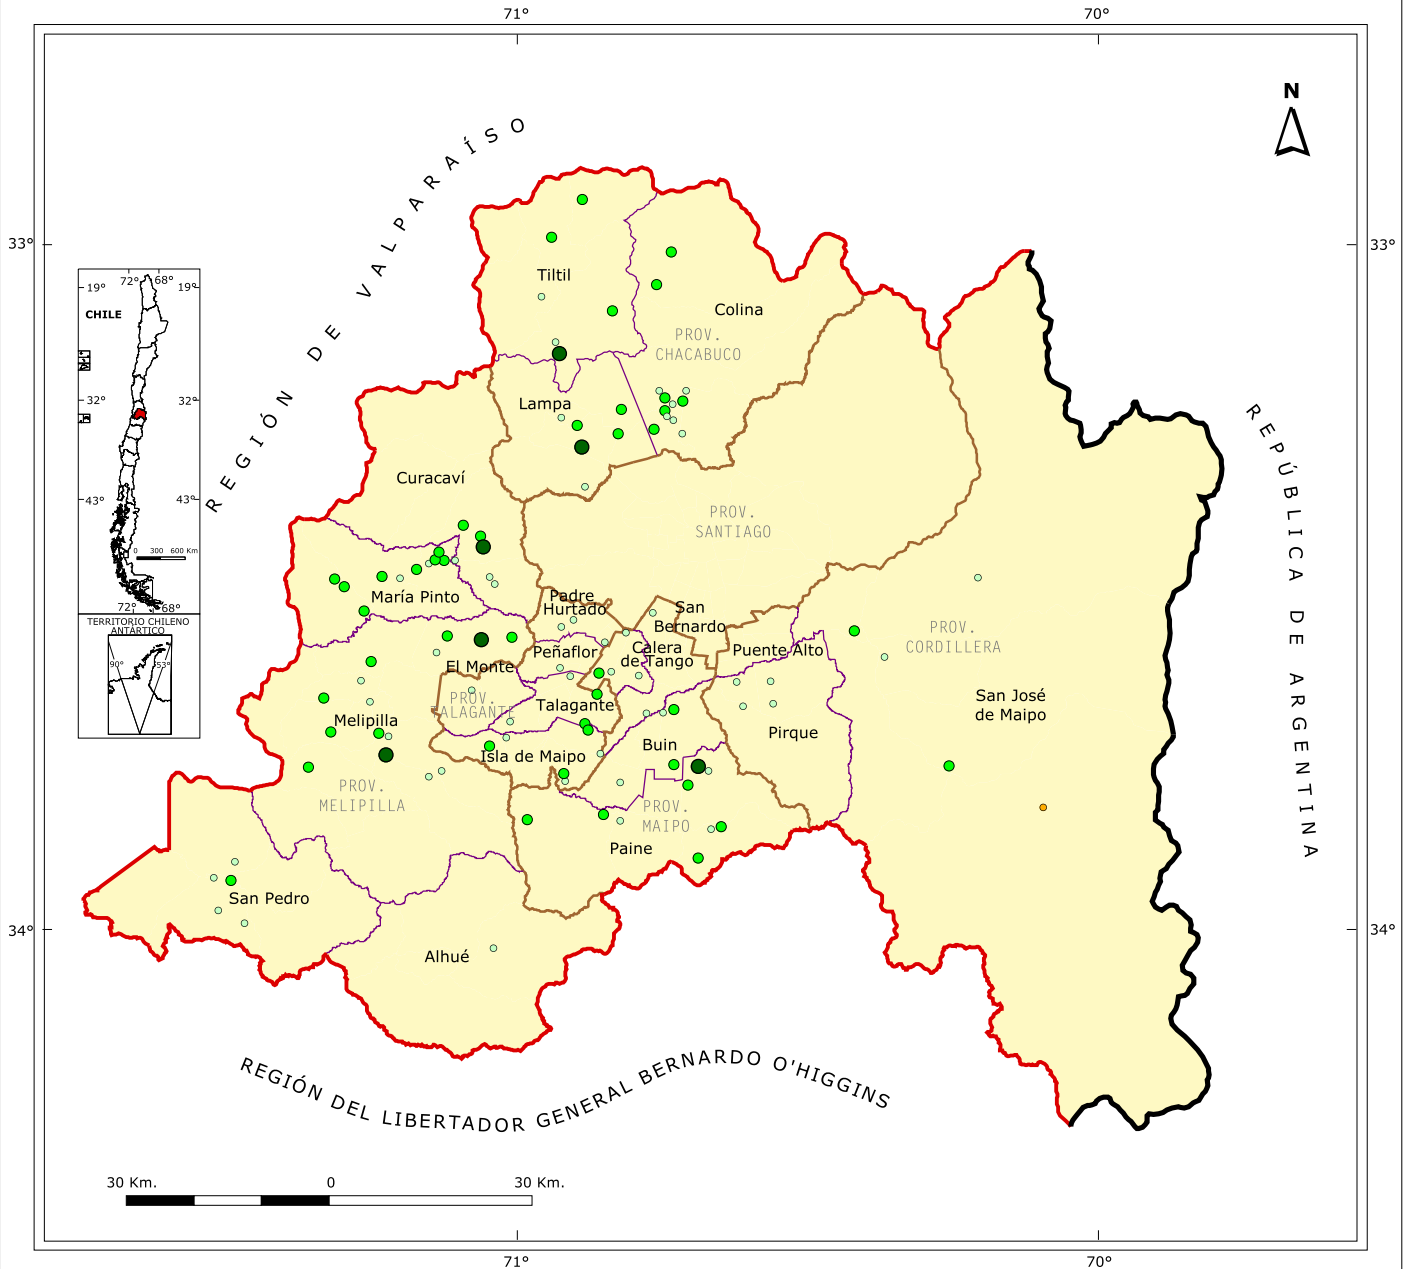 71°
70°
N
REGIÓN DE VALPARAÍSO
33°
33°
Tiltil
Colina
PROV.
CHACABUCO
72°
68°
19°
19°
CHILE
32°
32°
43°
43°
0 300 600 Km
72°
68°
TERRITORIO CHILENO
ANTÁRTICO
90°
53°
Lampa
Curacaví
PROV.
SANTIAGO
REPÚBLICA DE ARGENTINA
María Pinto
Padre
Hurtado
San
Bernardo
Peñaflor
Calera
de Tango
Puente Alto
PROV.
CORDILLERA
El Monte
PROV.
TALAGANTE
Talagante
San José
de Maipo
Melipilla
Isla de Maipo
Buin
Pirque
PROV.
MELIPILLA
PROV.
MAIPO
Paine
San Pedro
Alhué
34°
34°
REGIÓN DEL LIBERTADOR GENERAL BERNARDO O'HIGGINS
30 Km.
0
30 Km.
71°
70°